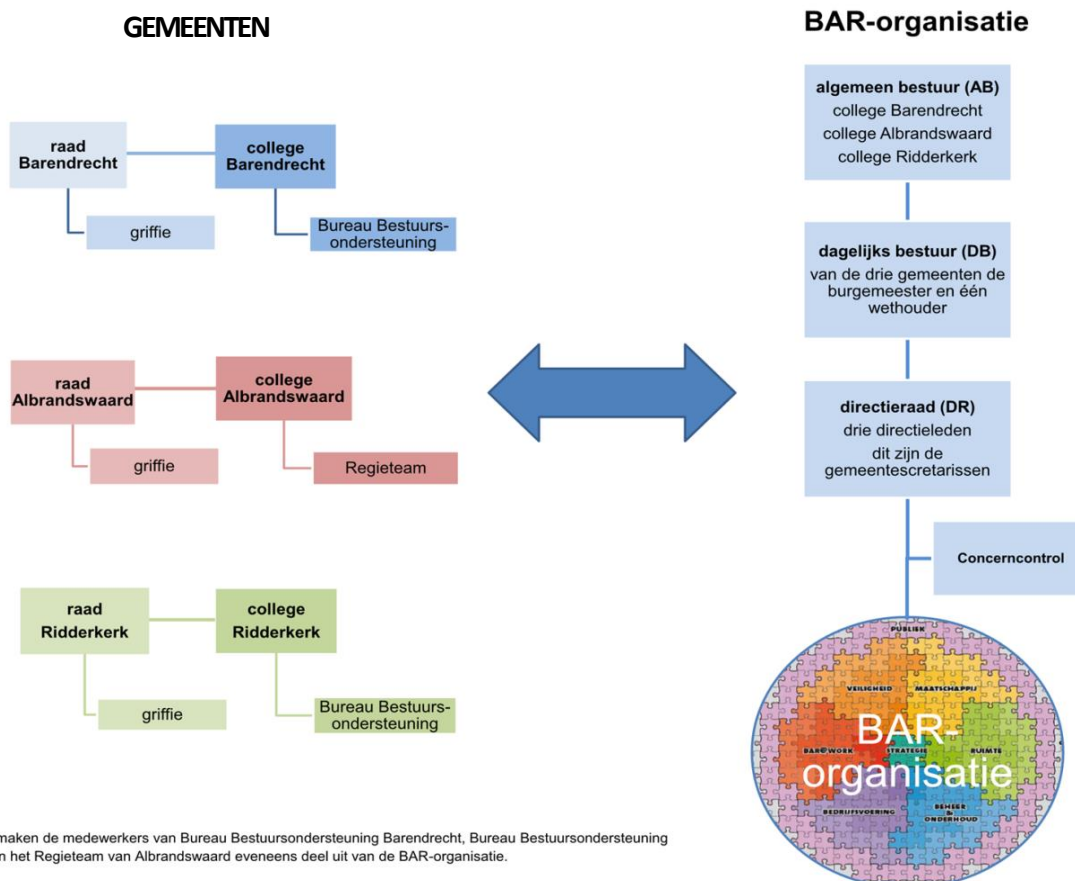 GEMEENTEN
raad
Barendrecht
college
Barendrecht
griffie
Bureau Bestuurs-
ondersteuning
raad
Albrandswaard
college
Albrandswaard
griffie
Regieteam
raad
Ridderkerk
college
Ridderkerk
griffie
Bureau Bestuurs-
ondersteuning
maken de medewerkers van Bureau Bestuursondersteuning Barendrecht, Bureau Bestuursondersteuning
n het Regieteam van Albrandswaard eveneens deel uit van de BAR-organisatie.
BAR-organisatie
algemeen bestuur (AB)
college Barendrecht
college Albrandswaard
college Ridderkerk
dagelijks bestuur (DB)
van de drie gemeenten de
burgemeester en één
wethouder
directieraad (DR)
drie directieleden
dit zijn de
gemeentescretarissen
Concerncontrol
PUBLIEK
VEILIGHEID
MAATSCHAPPIJ
BAR-
BAR@WORK
STRATEGIE
RUIMTE
organisatie
BEDRIJFSVOERING
BEHEER
&
ONDERHOUD